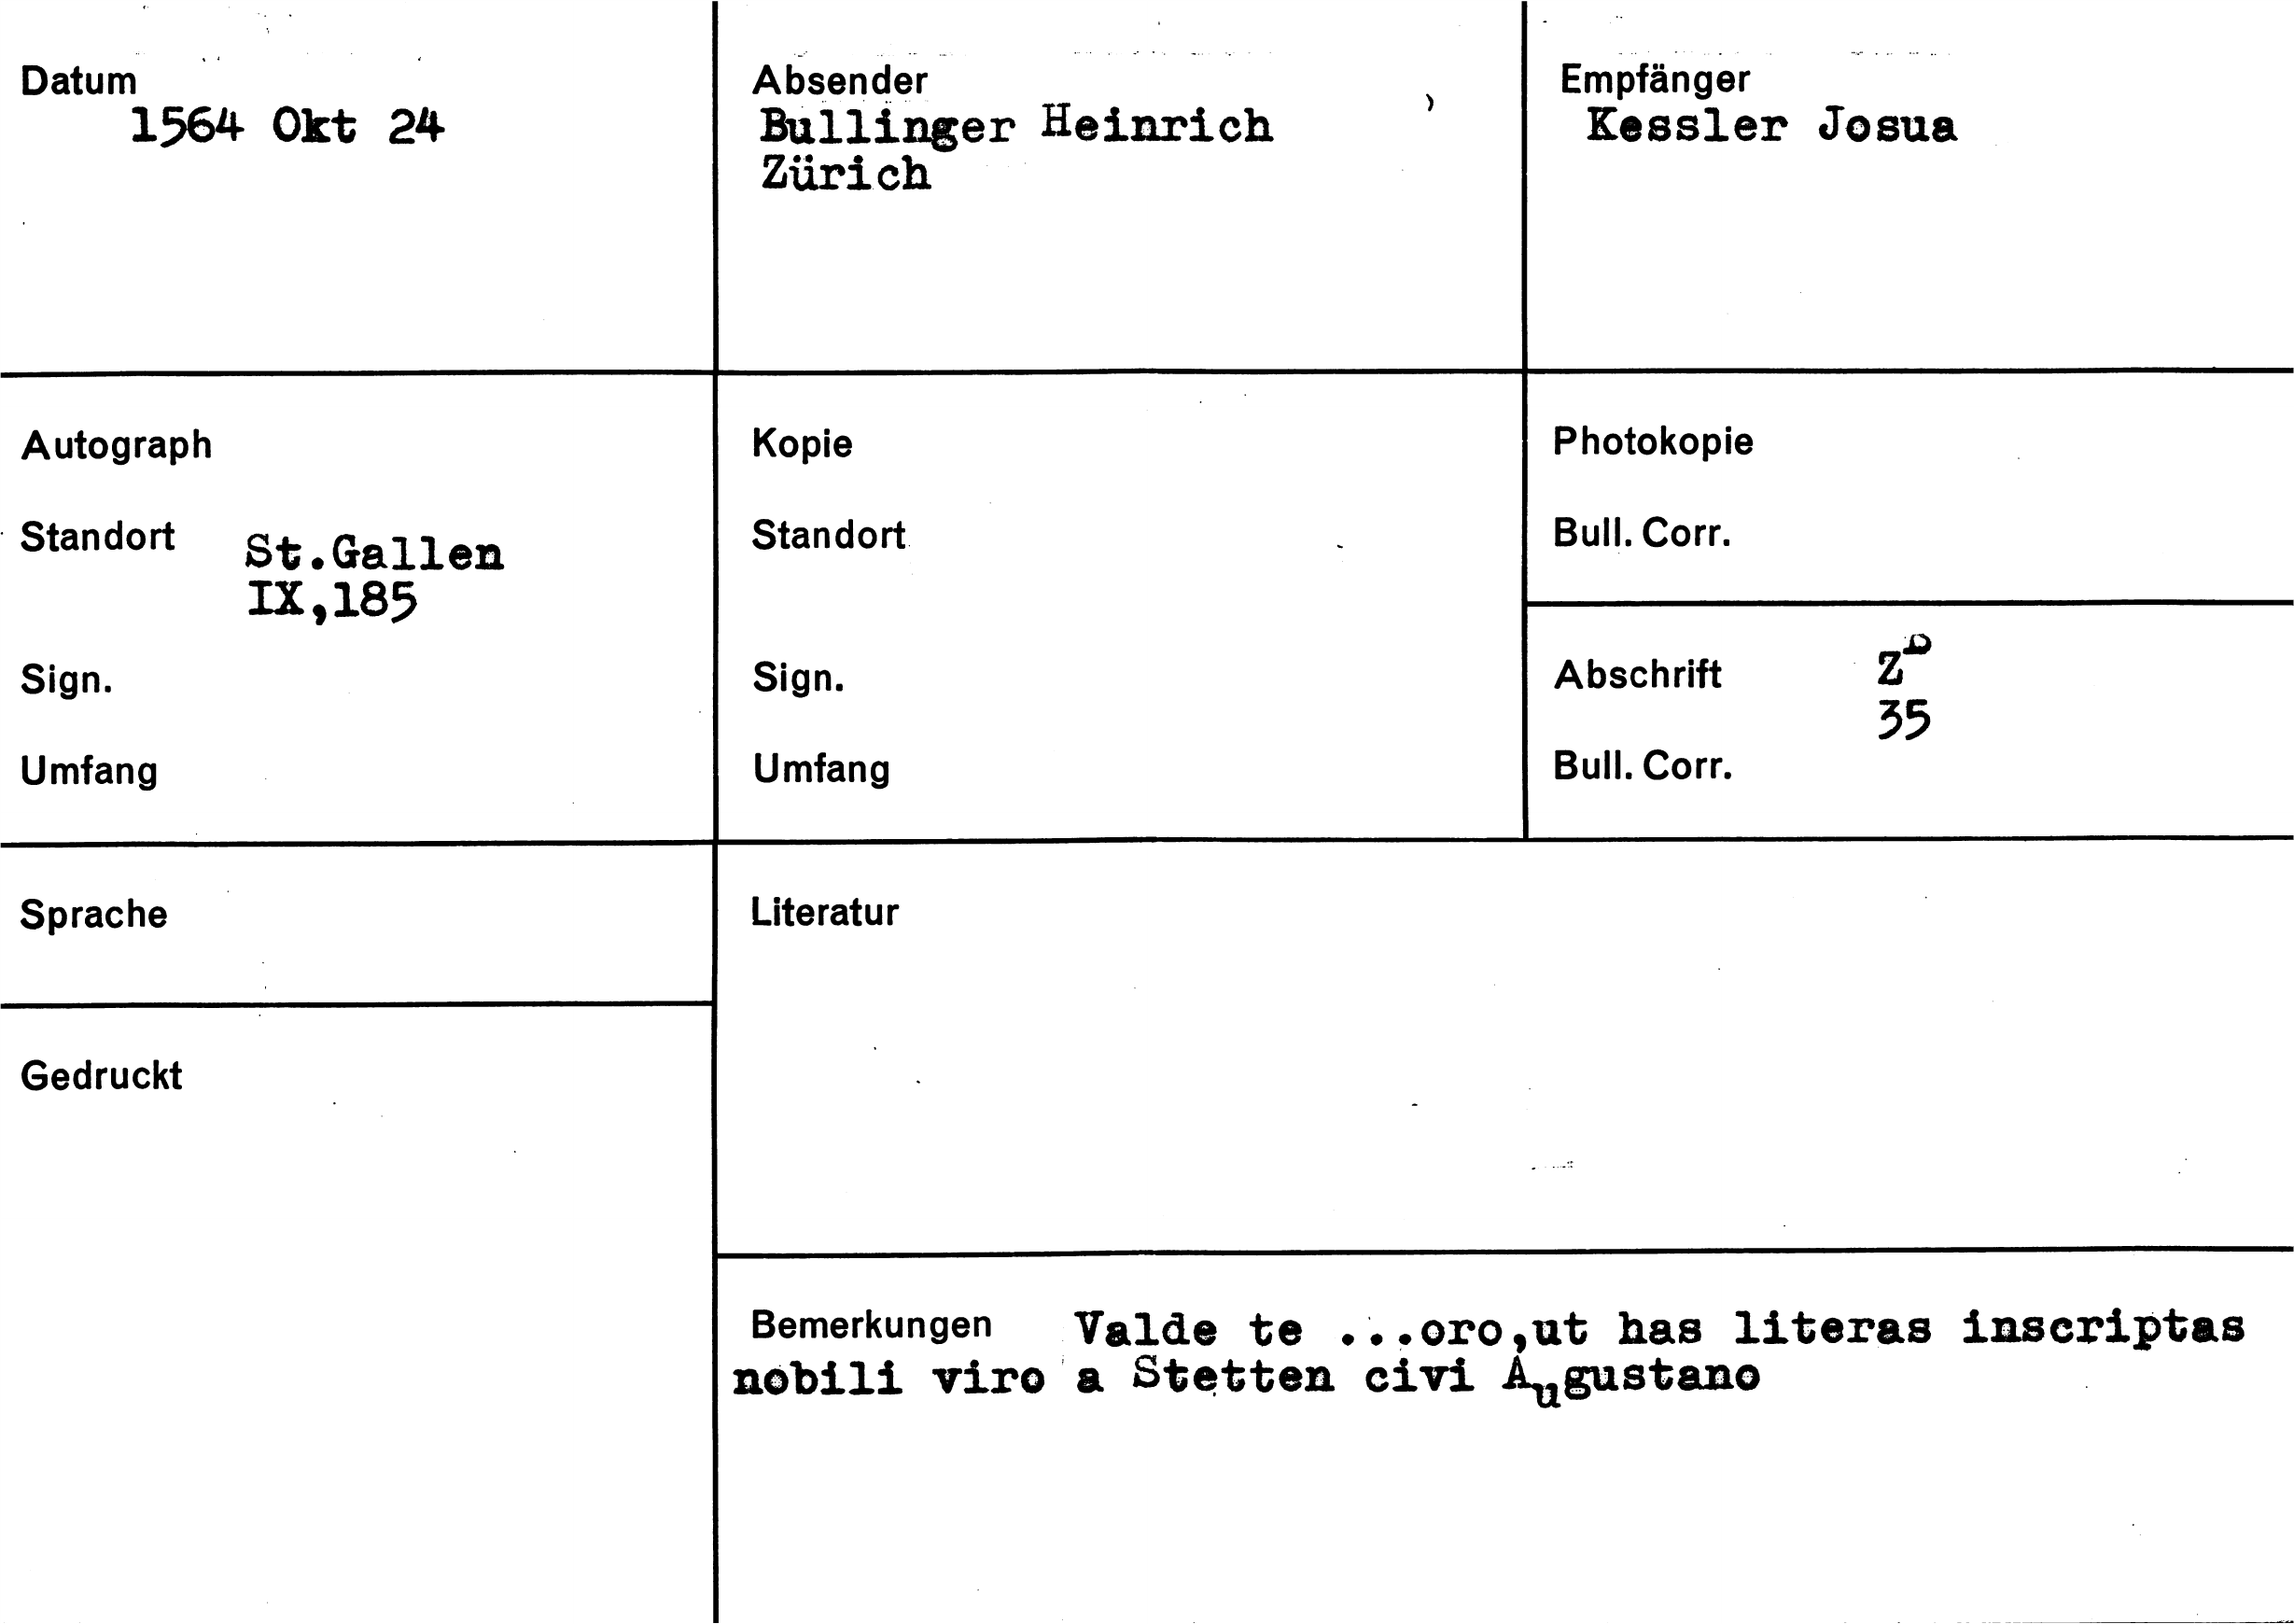 Datum
1564 Okt 24
Absender
Bullinger Heinrich
Zürich
Empfänger
Kessler Josua
Autograph
Standort St.Gallen
IX,185
Sign.
Umfang
Kopie
Standort
Sign.
Umfang
Photokopie
Bull. Corr.
Abschrift Z
35
Bull. Corr.
Sprache
Gedruckt
Literatur
Bemerkungen Valde te ...oro,ut has literas inscriptas
nobili viro a Stetten civi Augustano